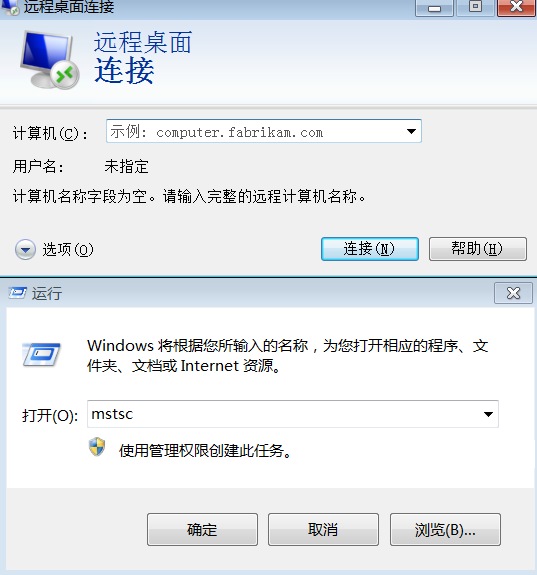 远程桌面连接
远程桌面
连接
计算机(C)： 示例: computer.fabrikam.com
用户名： 未指定
计算机名称字段为空。请输入完整的远程计算机名称。
选项(O) 连接(N) 帮助(H)
运行
Windows 将根据您所输入的名称，为您打开相应的程序、文
件夹、文档或 Internet 资源。
打开(O): mstsc
使用管理权限创建此任务。
确定 取消 浏览(B)...